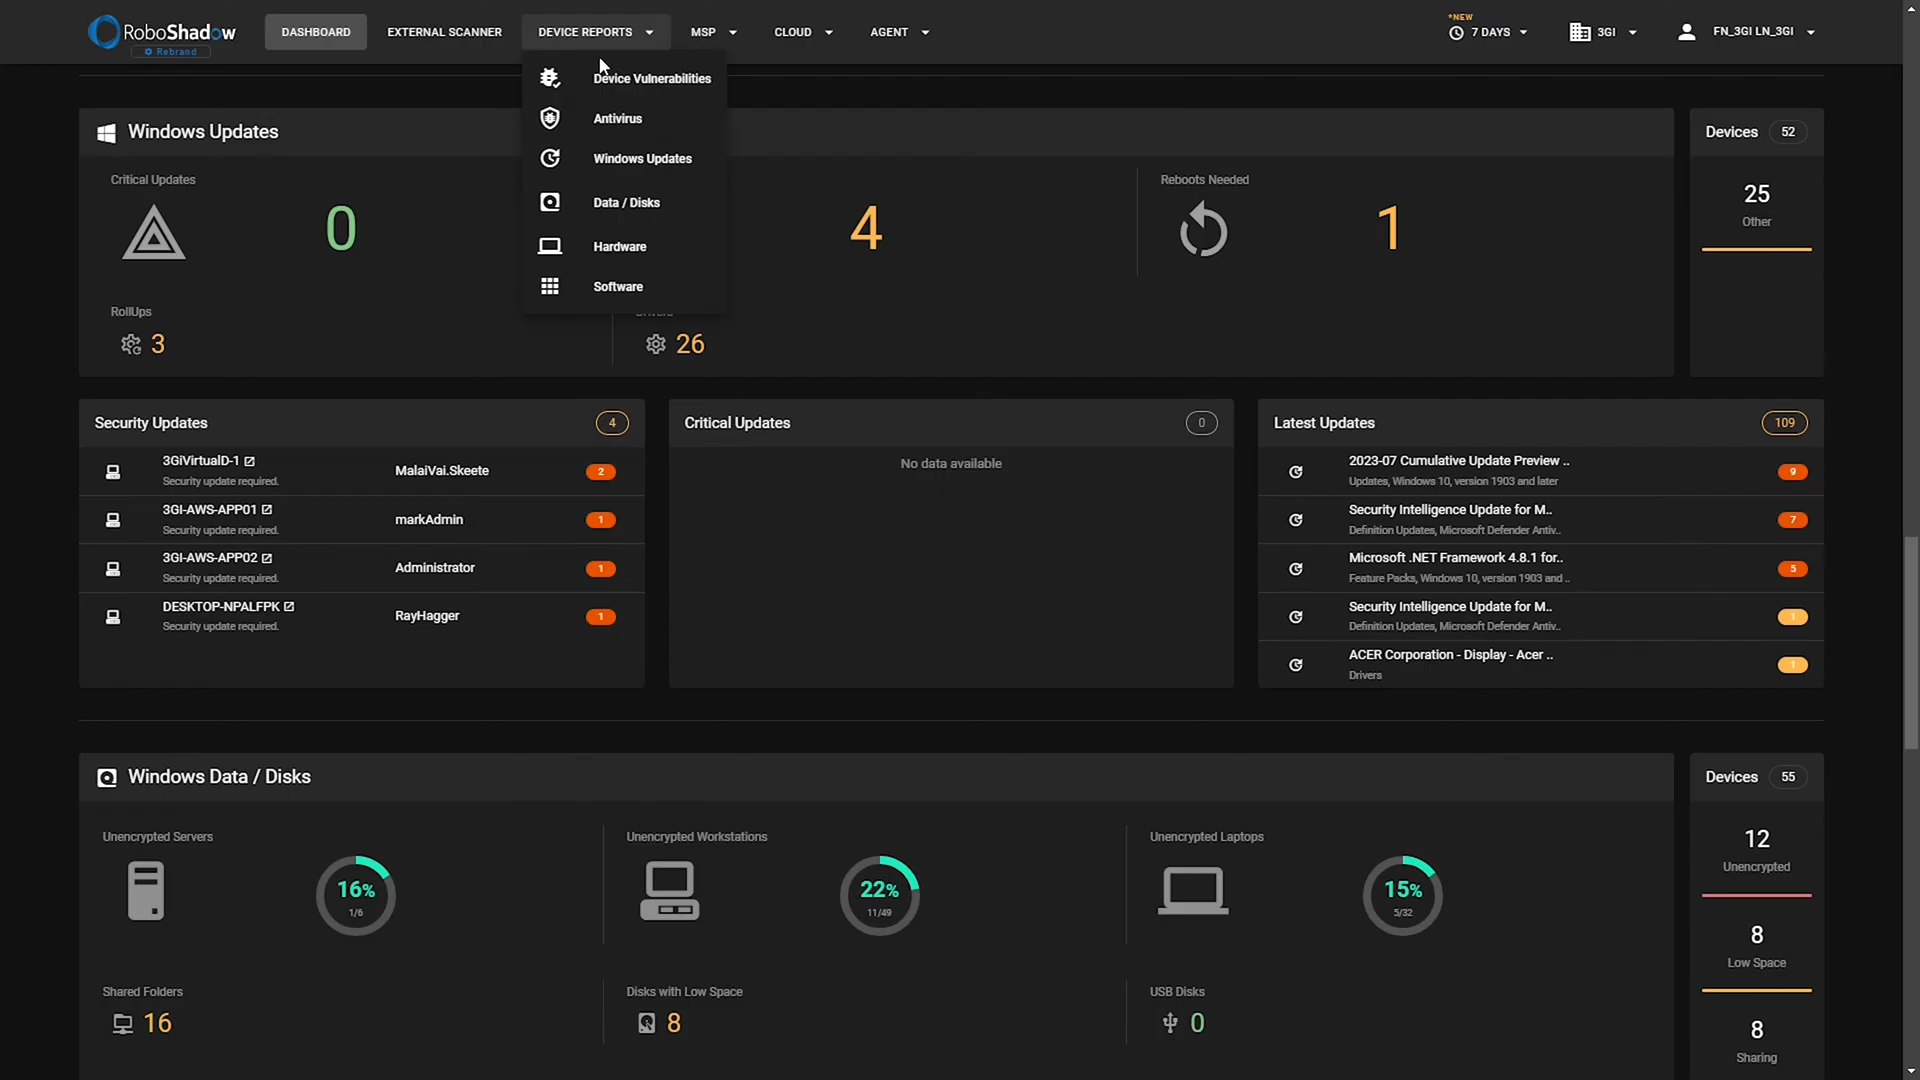 RoboShadow
Rebrand
DASHBOARD
EXTERNAL SCANNER
DEVICE REPORTS
MSP
CLOUD
AGENT
*NEW
7 DAYS
3GI
FN_3GI LN_3GI
Device Vulnerabilities
Antivirus
Windows Updates
Data / Disks
Hardware
Software
Windows Updates
Critical Updates
0
4
Reboots Needed
1
RollUps
3
Drivers
26
Devices 52
25
Other
Security Updates 4
3GiVirtualD-1 MalaiVai.Skeete 2
Security update required.
3GI-AWS-APP01 markAdmin 1
Security update required.
3GI-AWS-APP02 Administrator 1
Security update required.
DESKTOP-NPALFPK RayHagger 1
Security update required.
Critical Updates 0
No data available
Latest Updates 109
2023-07 Cumulative Update Preview .. 9
Updates, Windows 10, version 1903 and later
Security Intelligence Update for M.. 7
Definition Updates, Microsoft Defender Antiv..
Microsoft .NET Framework 4.8.1 for.. 5
Feature Packs, Windows 10, version 1903 and ..
Security Intelligence Update for M.. 1
Definition Updates, Microsoft Defender Antiv..
ACER Corporation - Display - Acer .. 1
Drivers
Windows Data / Disks
Unencrypted Servers
16%
1/6
Unencrypted Workstations
22%
11/49
Unencrypted Laptops
15%
5/32
Shared Folders
16
Disks with Low Space
8
USB Disks
0
Devices 55
12
Unencrypted
8
Low Space
8
Sharing